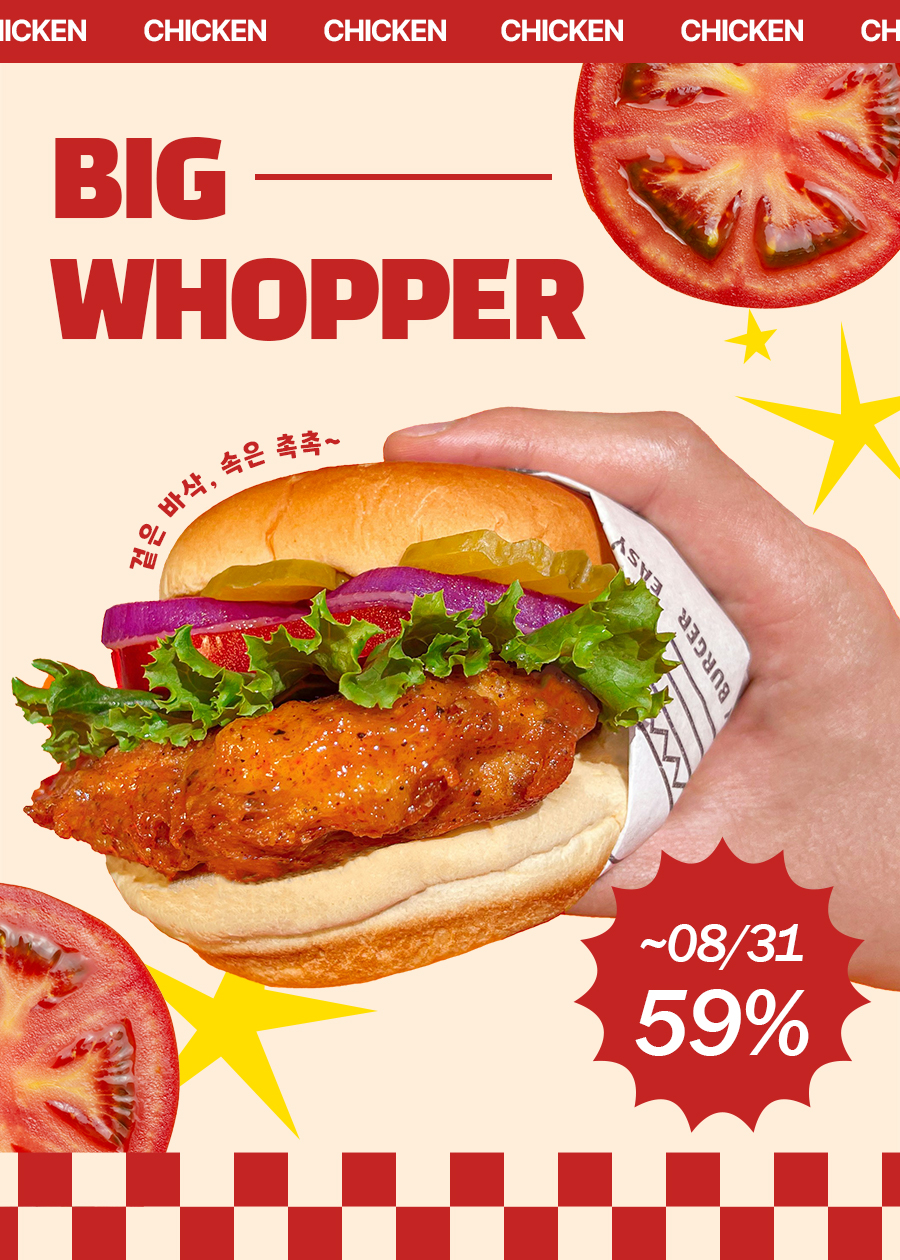 CHICKEN CHICKEN CHICKEN CHICKEN
BIG
WHOPPER
겉은 바삭, 속은 촉촉~
EASY
BURGER
~08/31
59%